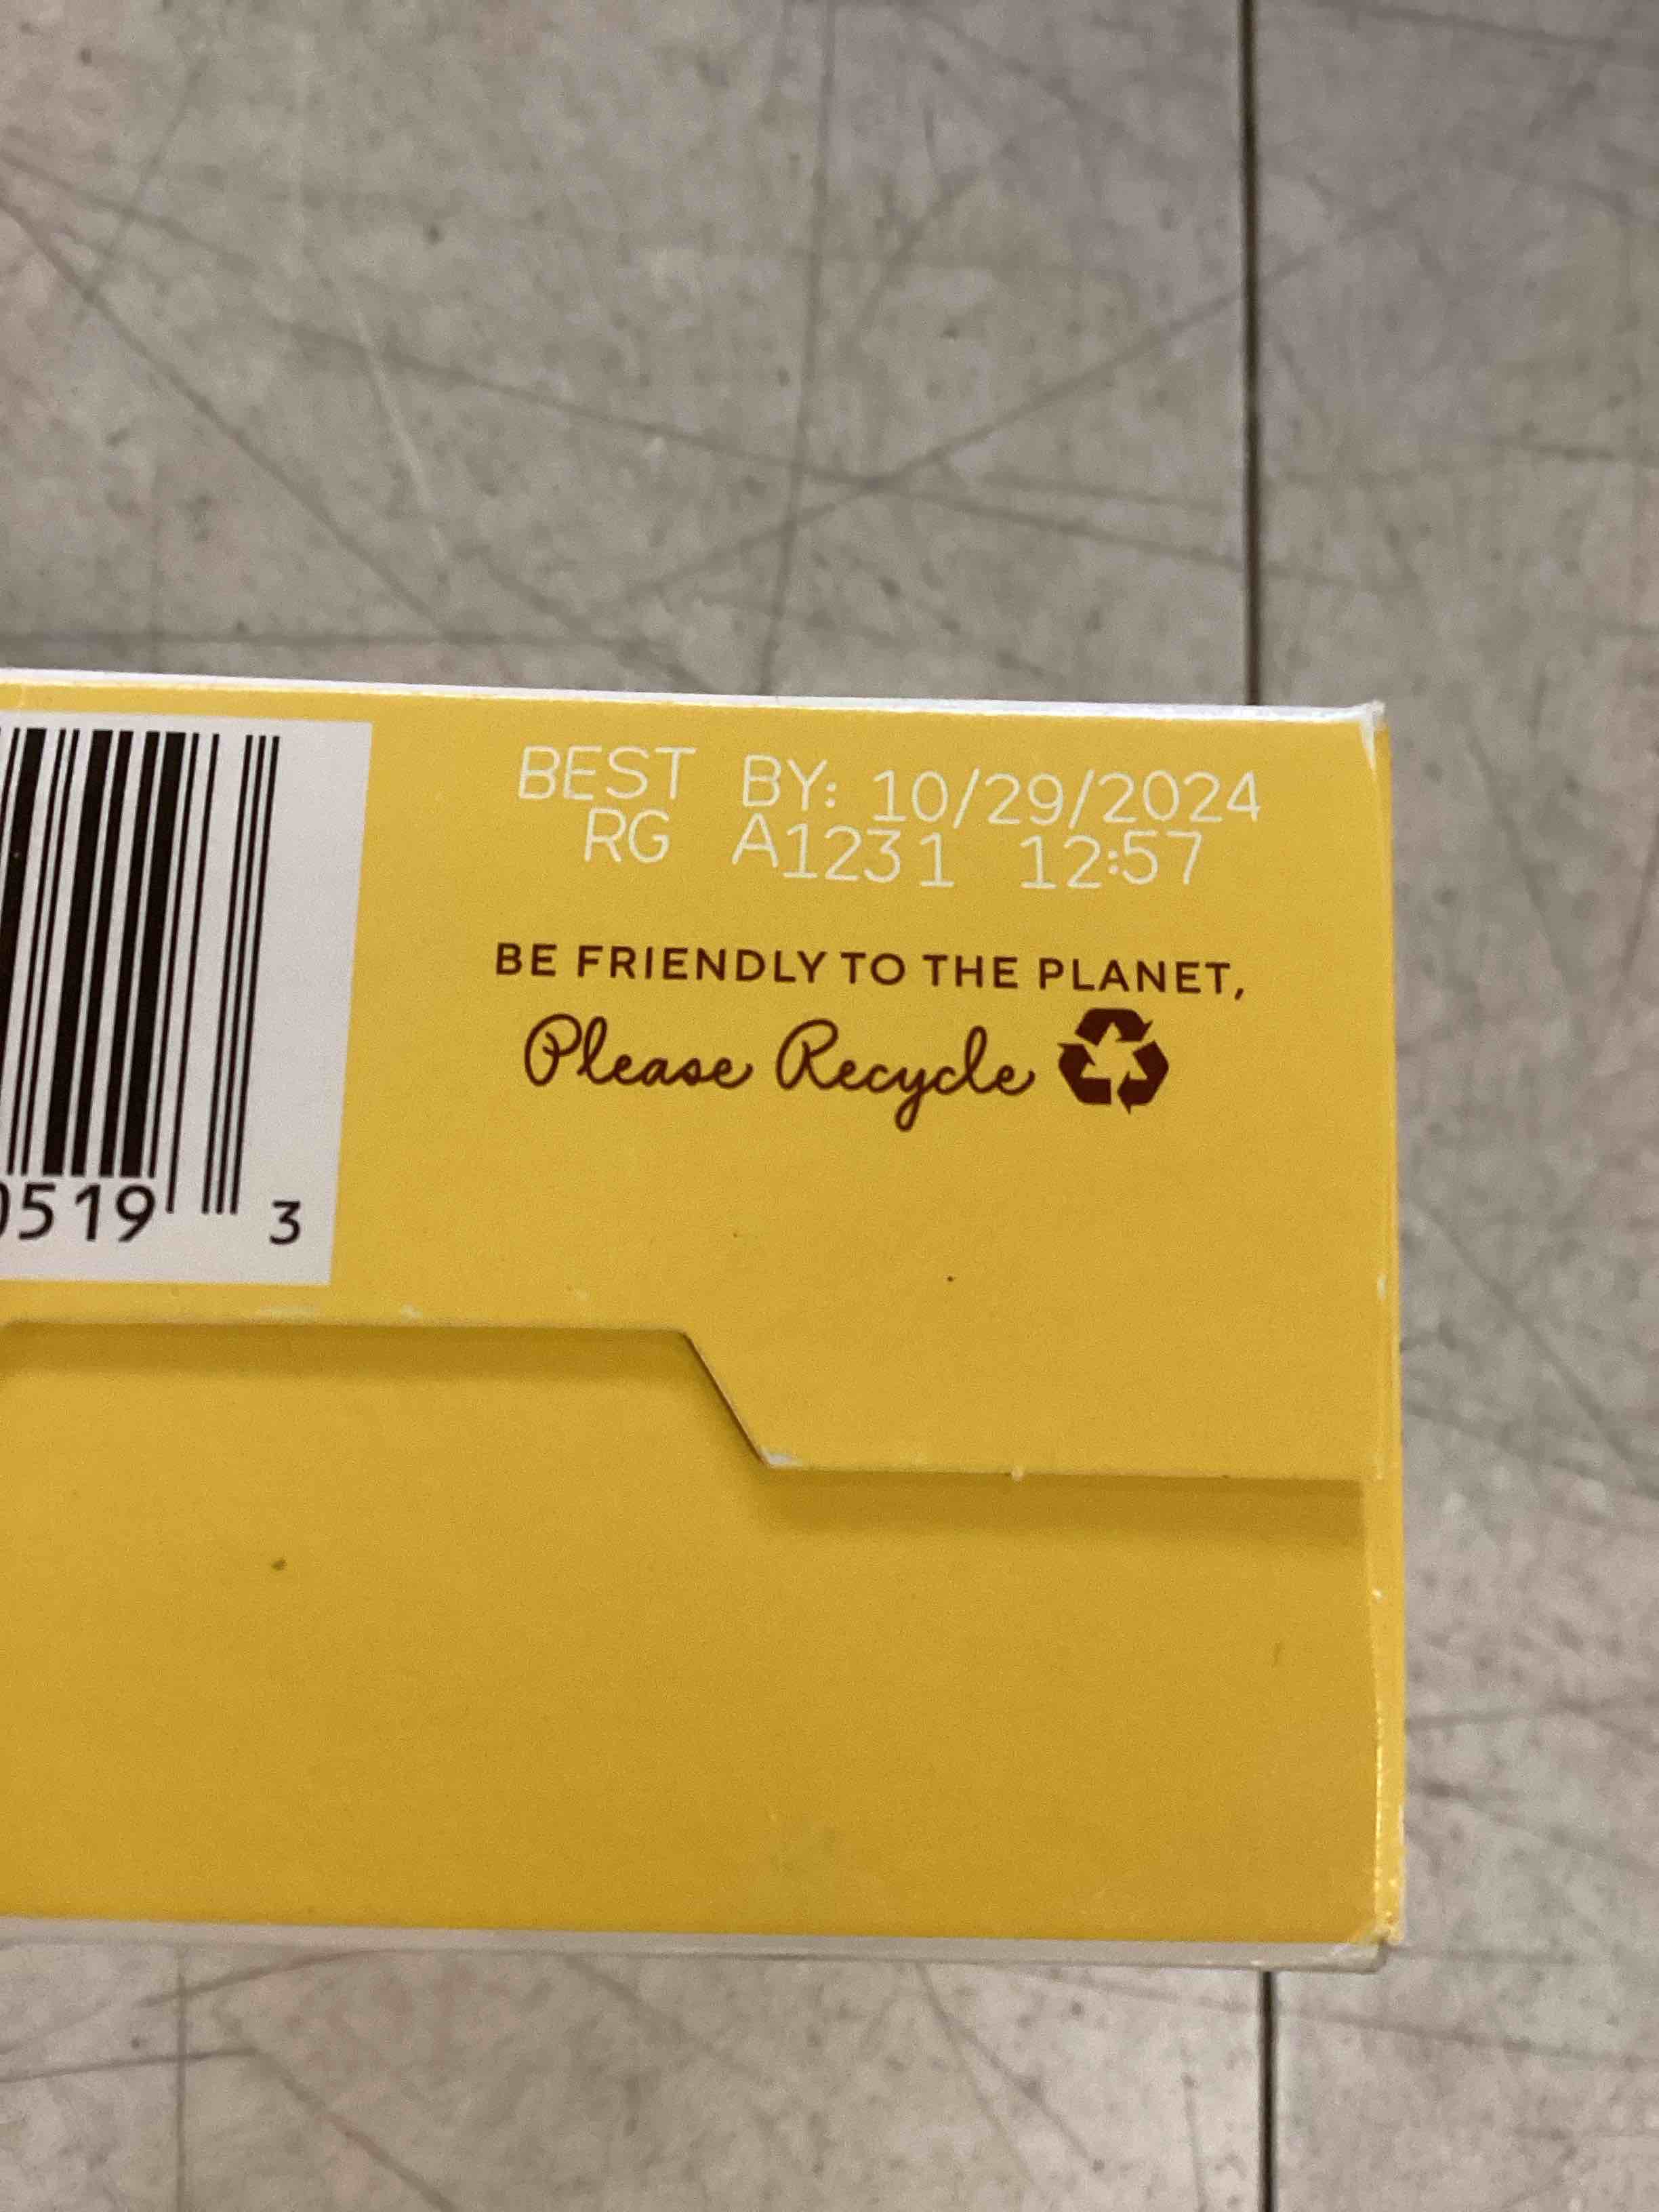 BEST BY: 10/29/2024
RG A1231 12:57
BE FRIENDLY TO THE PLANET,
Please Recycle
0519 3